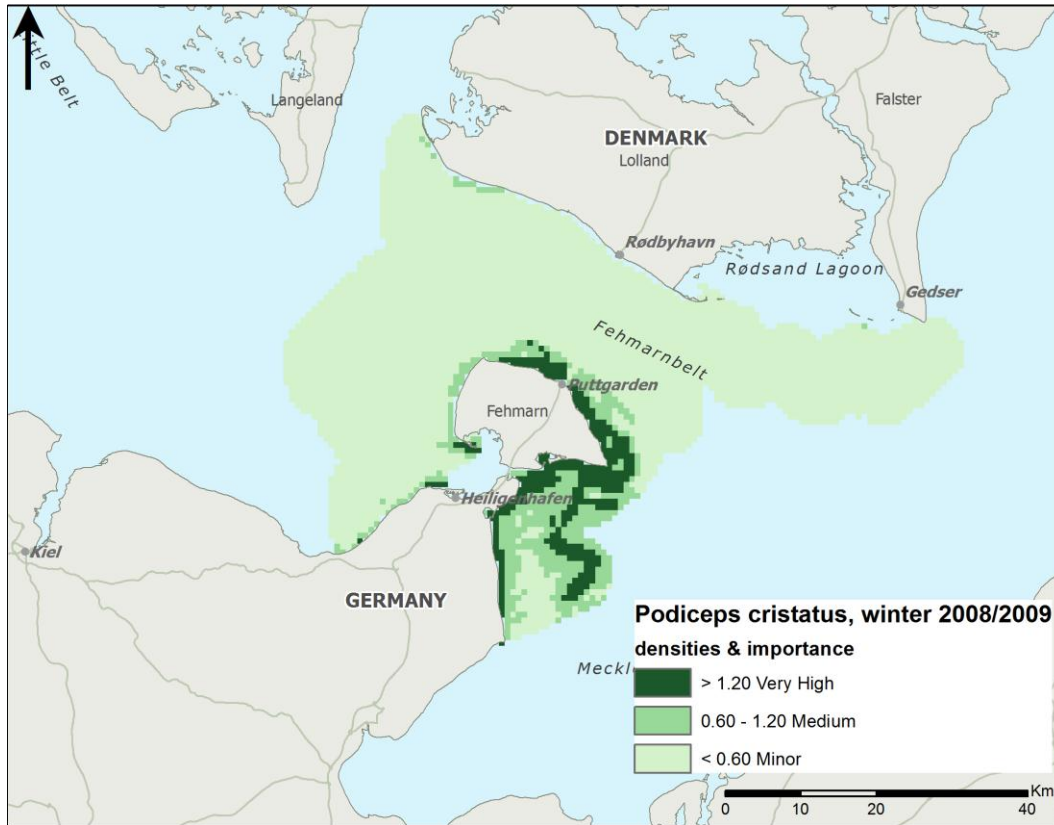 ttle Belt
Langeland
Falster
DENMARK
Lolland
Rødbyhavn
Rødsand Lagoon
Gedser
Fehmarnbelt
Puttgarden
Fehmarn
Heiligenhafen
Kiel
GERMANY
Meckl
Podiceps cristatus, winter 2008/2009
densities & importance
> 1.20 Very High
0.60 - 1.20 Medium
< 0.60 Minor
Km
0 10 20 40